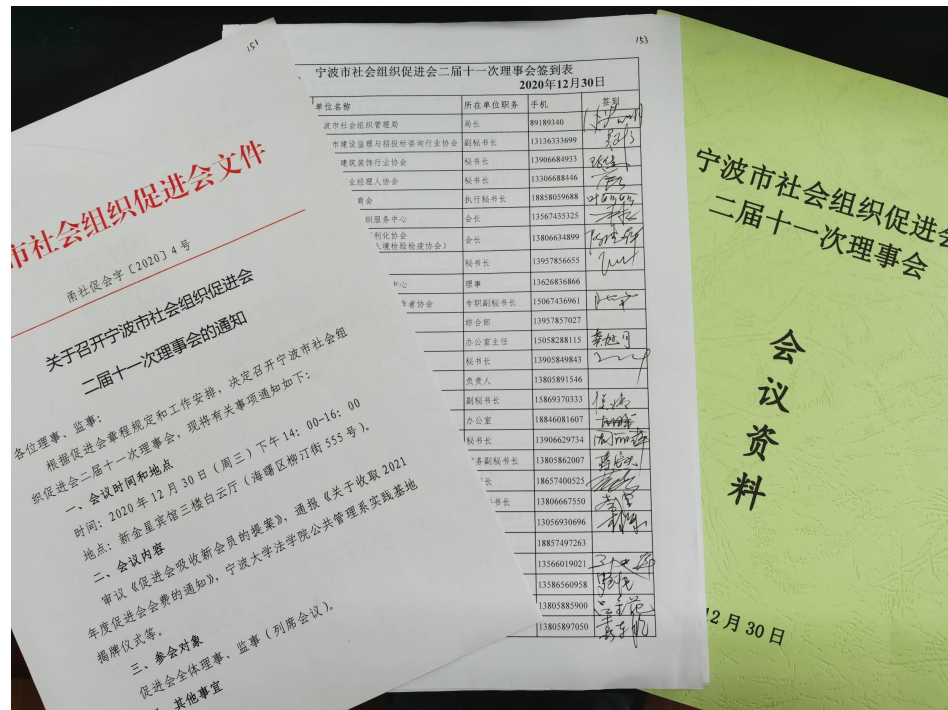 151
市社会组织促进会文件
甬社促会字〔2020〕4号
关于召开宁波市社会组织促进会
二届十一次理事会的通知
各位理事、监事：
根据促进会章程规定和工作安排，决定召开宁波市社会组
织促进会二届十一次理事会，现将有关事项通知如下：
一、会议时间和地点
时间：2020年12月30日（周三）下午14：00-16：00
地点：新金星宾馆三楼白云厅（海曙区柳汀街555号）。
二、会议内容
审议《促进会吸收新会员的提案》，通报《关于收取2021
年度促进会会费的通知》，宁波大学法学院公共管理系实践基地
揭牌仪式等。
三、参会对象
促进会全体理事、监事（列席会议）。
其他事宜
153
宁波市社会组织促进会二届十一次理事会签到表
2020年12月30日
单位名称 所在单位职务 手机 签到
波市社会组织管理局 局长 89189340
市建设监理与招投标咨询行业协会 副秘书长 13136333699
建筑装饰行业协会 秘书长 13906684933
业经理人协会 秘书长 13306688446
商会 执行秘书长 18858059688
织服务中心 会长 13567435325
利化协会
境检验检疫协会） 会长 13806634899
秘书长 13957856655
中心 理事 13626836866
者协会 专职副秘书长 15067436961
综合部 13957857027
办公室主任 15058288115
秘书长 13905849843
负责人 13805891546
副秘书长 15869370333
办公室 18846081607
秘书长 13906629734
务副秘书长 13805862007
长 18657400525
书长 13806667550
13056930696
18857497263
13566019021
13586560958
13805885900
13805897050
宁波市社会组织促进会
二届十一次理事会
会
议
资
料
12月30日